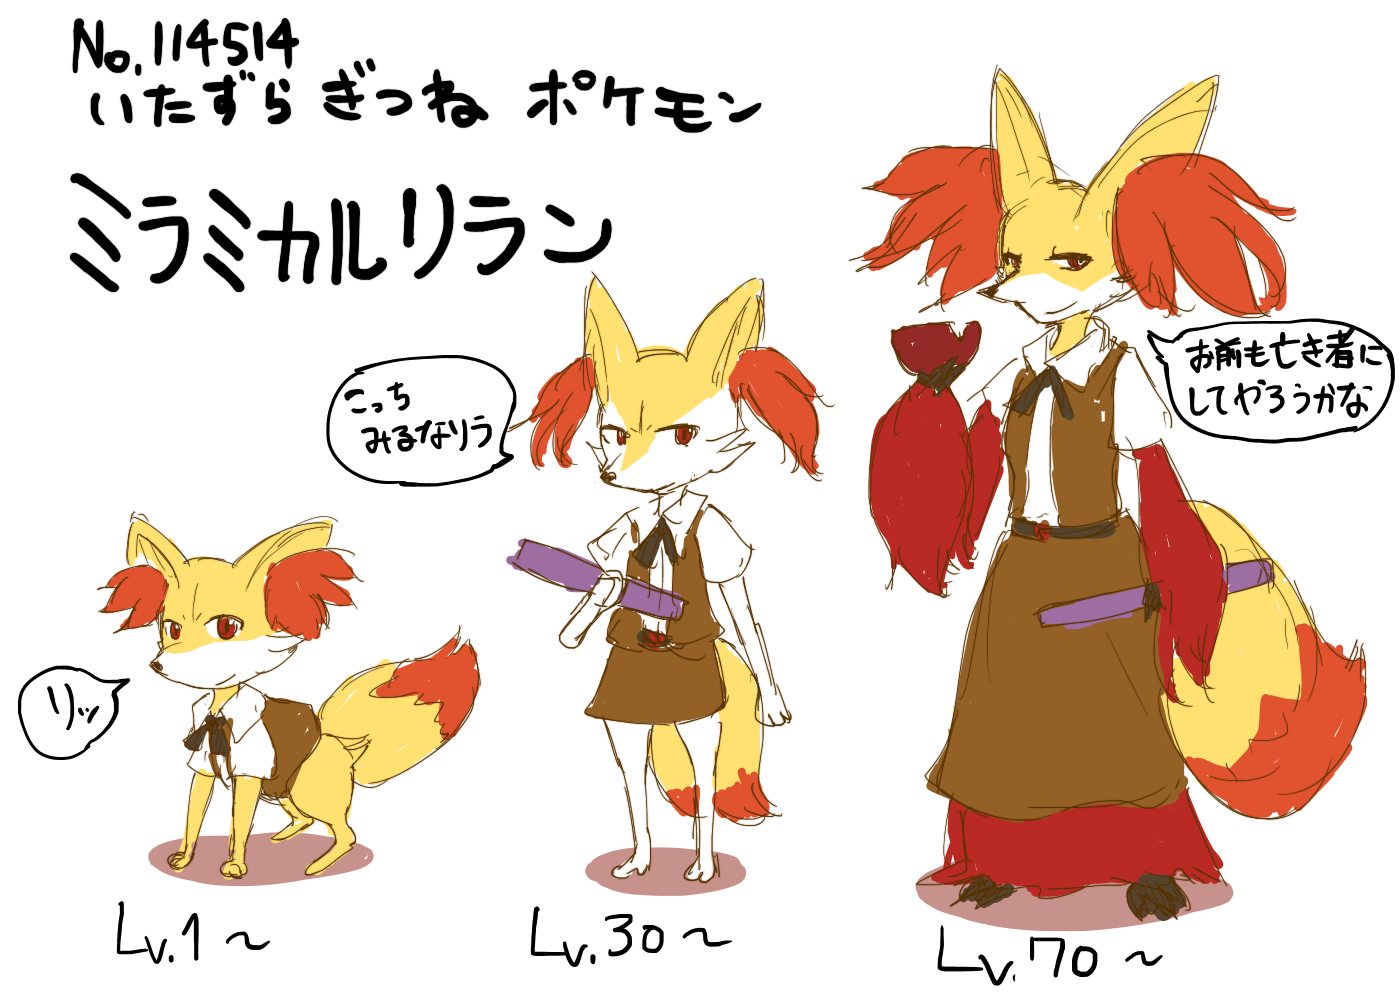 No.114514
いたずらぎつね ポケモン
ミラミカルリラン
こっち
みるなリラ
お前も亡き者に
してやろうかな
リッ
Lv.1～
Lv.30～
Lv.70～